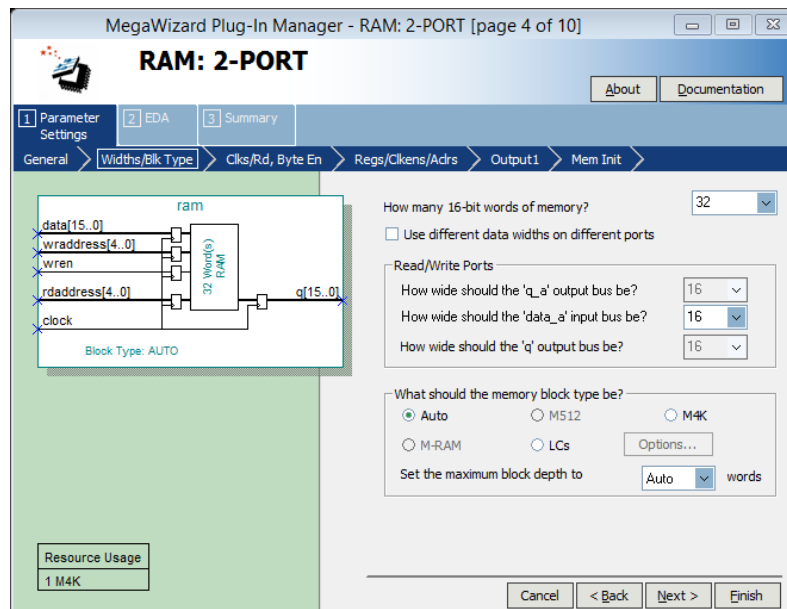 MegaWizard Plug-In Manager - RAM: 2-PORT [page 4 of 10]
RAM: 2-PORT
About
Documentation
1 Parameter Settings
2 EDA
3 Summary
General
Widths/Blk Type
Clks/Rd, Byte En
Regs/Clkens/Aclrs
Output1
Mem Init
ram
data[15..0]
wraddress[4..0]
wren
rdaddress[4..0]
clock
32 Word(s)
RAM
q[15..0]
Block Type: AUTO
Resource Usage
1 M4K
How many 16-bit words of memory? 32
Use different data widths on different ports
Read/Write Ports
How wide should the 'q_a' output bus be? 16
How wide should the 'data_a' input bus be? 16
How wide should the 'q' output bus be? 16
What should the memory block type be?
Auto M512 M4K
M-RAM LCs Options...
Set the maximum block depth to Auto words
Cancel < Back Next > Finish